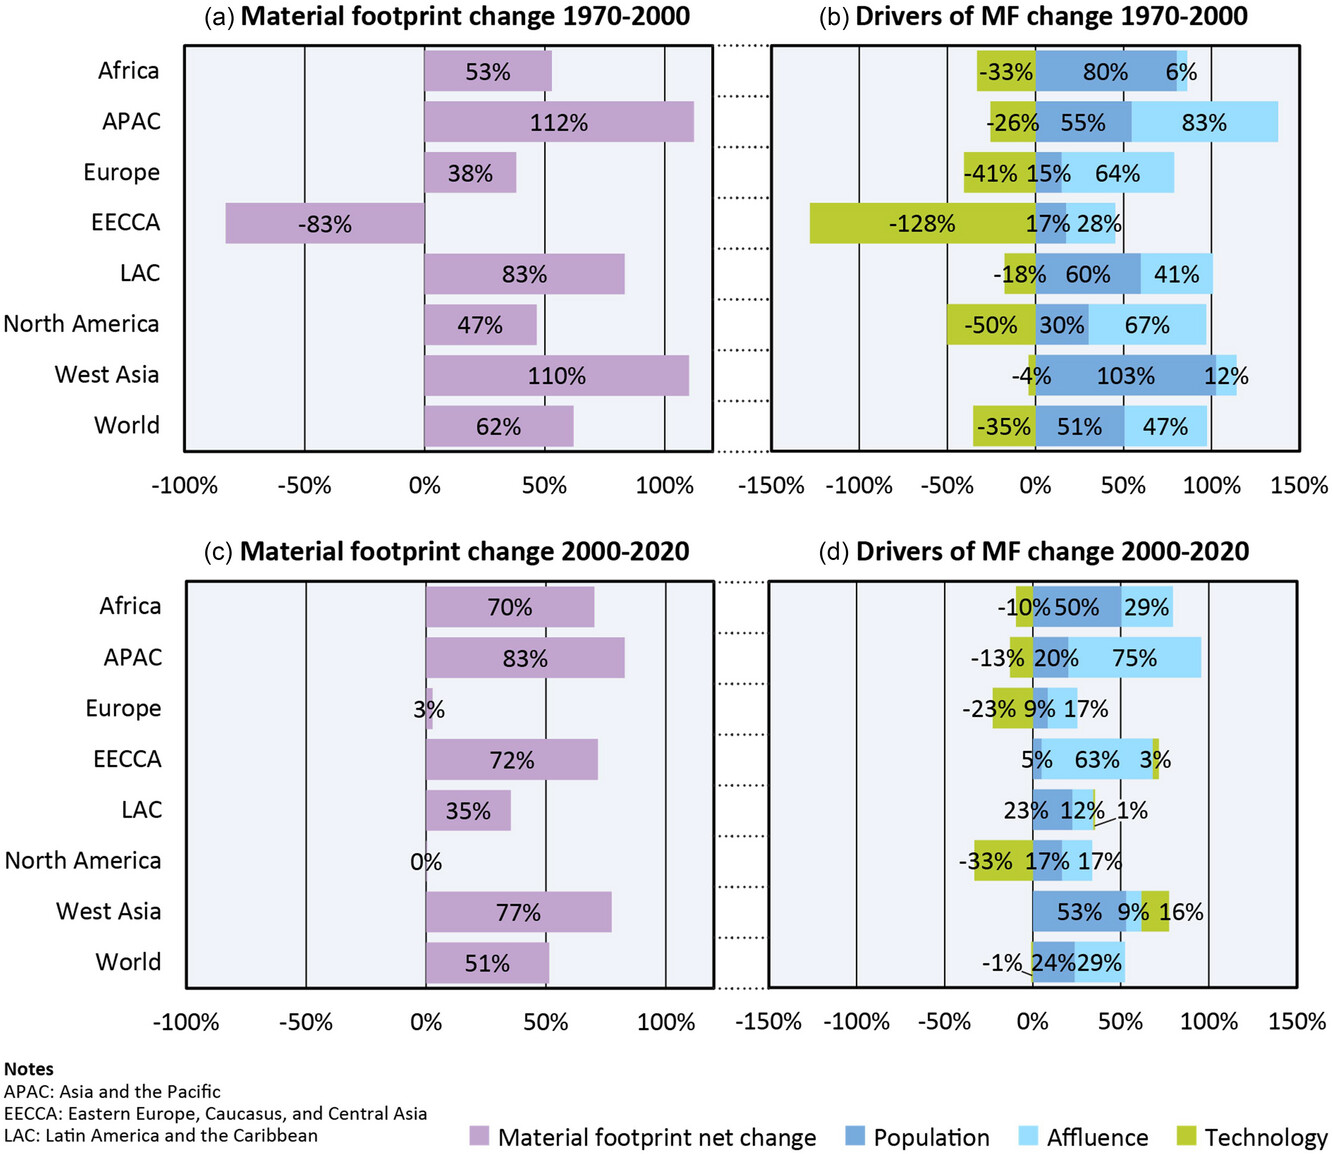 (a) Material footprint change 1970-2000
(b) Drivers of MF change 1970-2000
Africa 53% -33% 80% 6%
APAC 112% -26% 55% 83%
Europe 38% -41% 15% 64%
EECCA -83% -128% 17% 28%
LAC 83% -18% 60% 41%
North America 47% -50% 30% 67%
West Asia 110% -4% 103% 12%
World 62% -35% 51% 47%
-100% -50% 0% 50% 100%
-150% -100% -50% 0% 50% 100% 150%
(c) Material footprint change 2000-2020
(d) Drivers of MF change 2000-2020
Africa 70% -10% 50% 29%
APAC 83% -13% 20% 75%
Europe 3% -23% 9% 17%
EECCA 72% 5% 63% 3%
LAC 35% 23% 12% 1%
North America 0% -33% 17% 17%
West Asia 77% 53% 9% 16%
World 51% -1% 24% 29%
-100% -50% 0% 50% 100%
-150% -100% -50% 0% 50% 100% 150%
Notes
APAC: Asia and the Pacific
EECCA: Eastern Europe, Caucasus, and Central Asia
LAC: Latin America and the Caribbean
Material footprint net change Population Affluence Technology